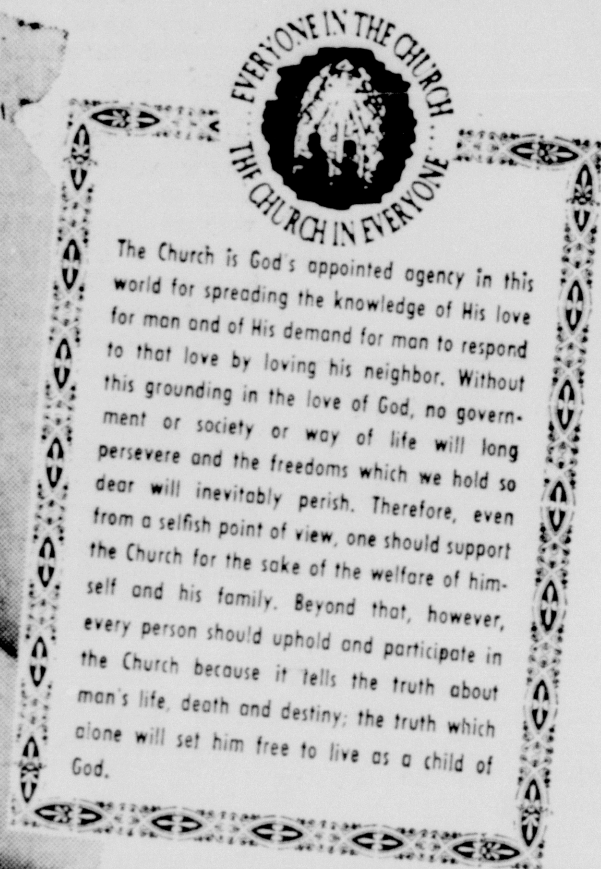 EVERYONE IN THE CHURCH
THE CHURCH IN EVERYONE
The Church is God's appointed agency in this
world for spreading the knowledge of His love
for man and of His demand for man to respond
to that love by loving his neighbor. Without
this grounding in the love of God, no govern-
ment or society or way of life will long
persevere and the freedoms which we hold so
dear will inevitably perish. Therefore, even
from a selfish point of view, one should support
the Church for the sake of the welfare of him-
self and his family. Beyond that, however,
every person should uphold and participate in
the Church because it tells the truth about
man's life, death and destiny; the truth which
alone will set him free to live as a child of
God.